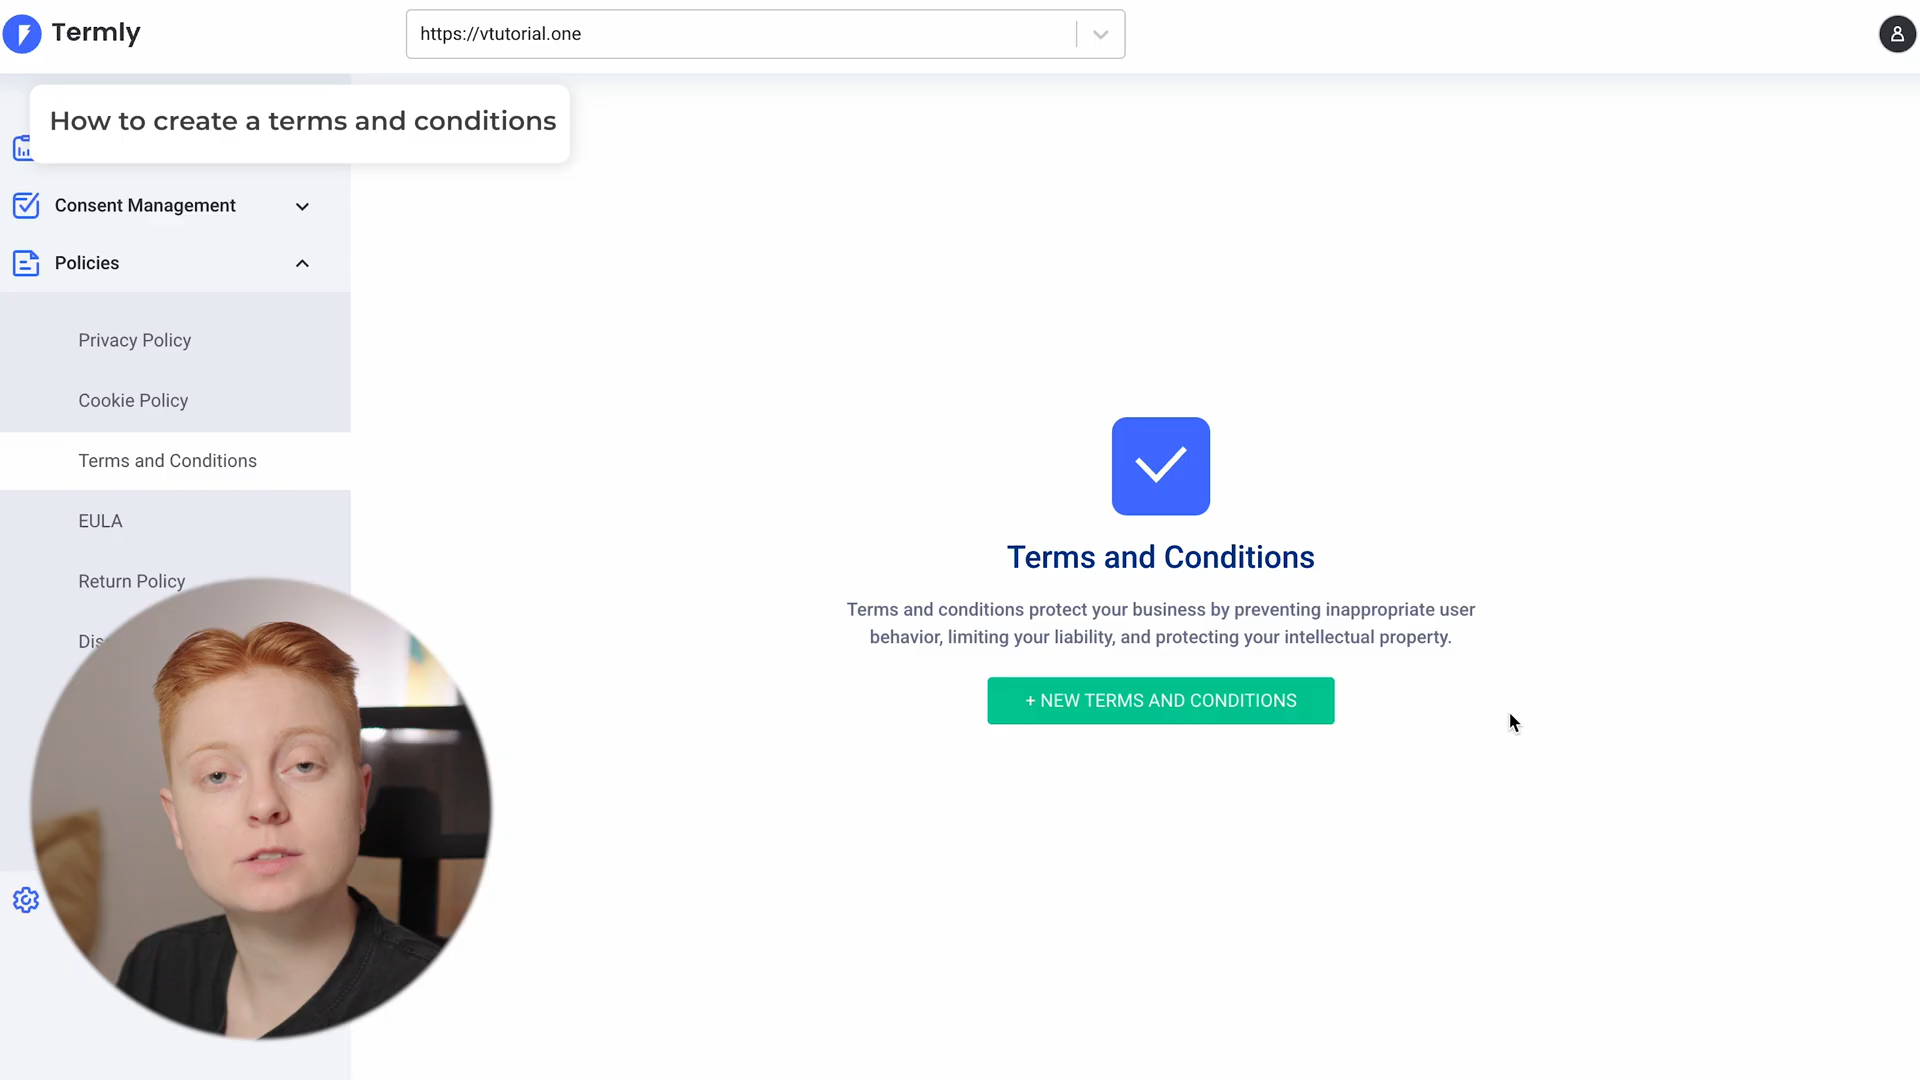 Termly
https://vtutorial.one
How to create a terms and conditions
Consent Management
Policies
Privacy Policy
Cookie Policy
Terms and Conditions
EULA
Return Policy
Terms and Conditions
Terms and conditions protect your business by preventing inappropriate user
behavior, limiting your liability, and protecting your intellectual property.
+ NEW TERMS AND CONDITIONS